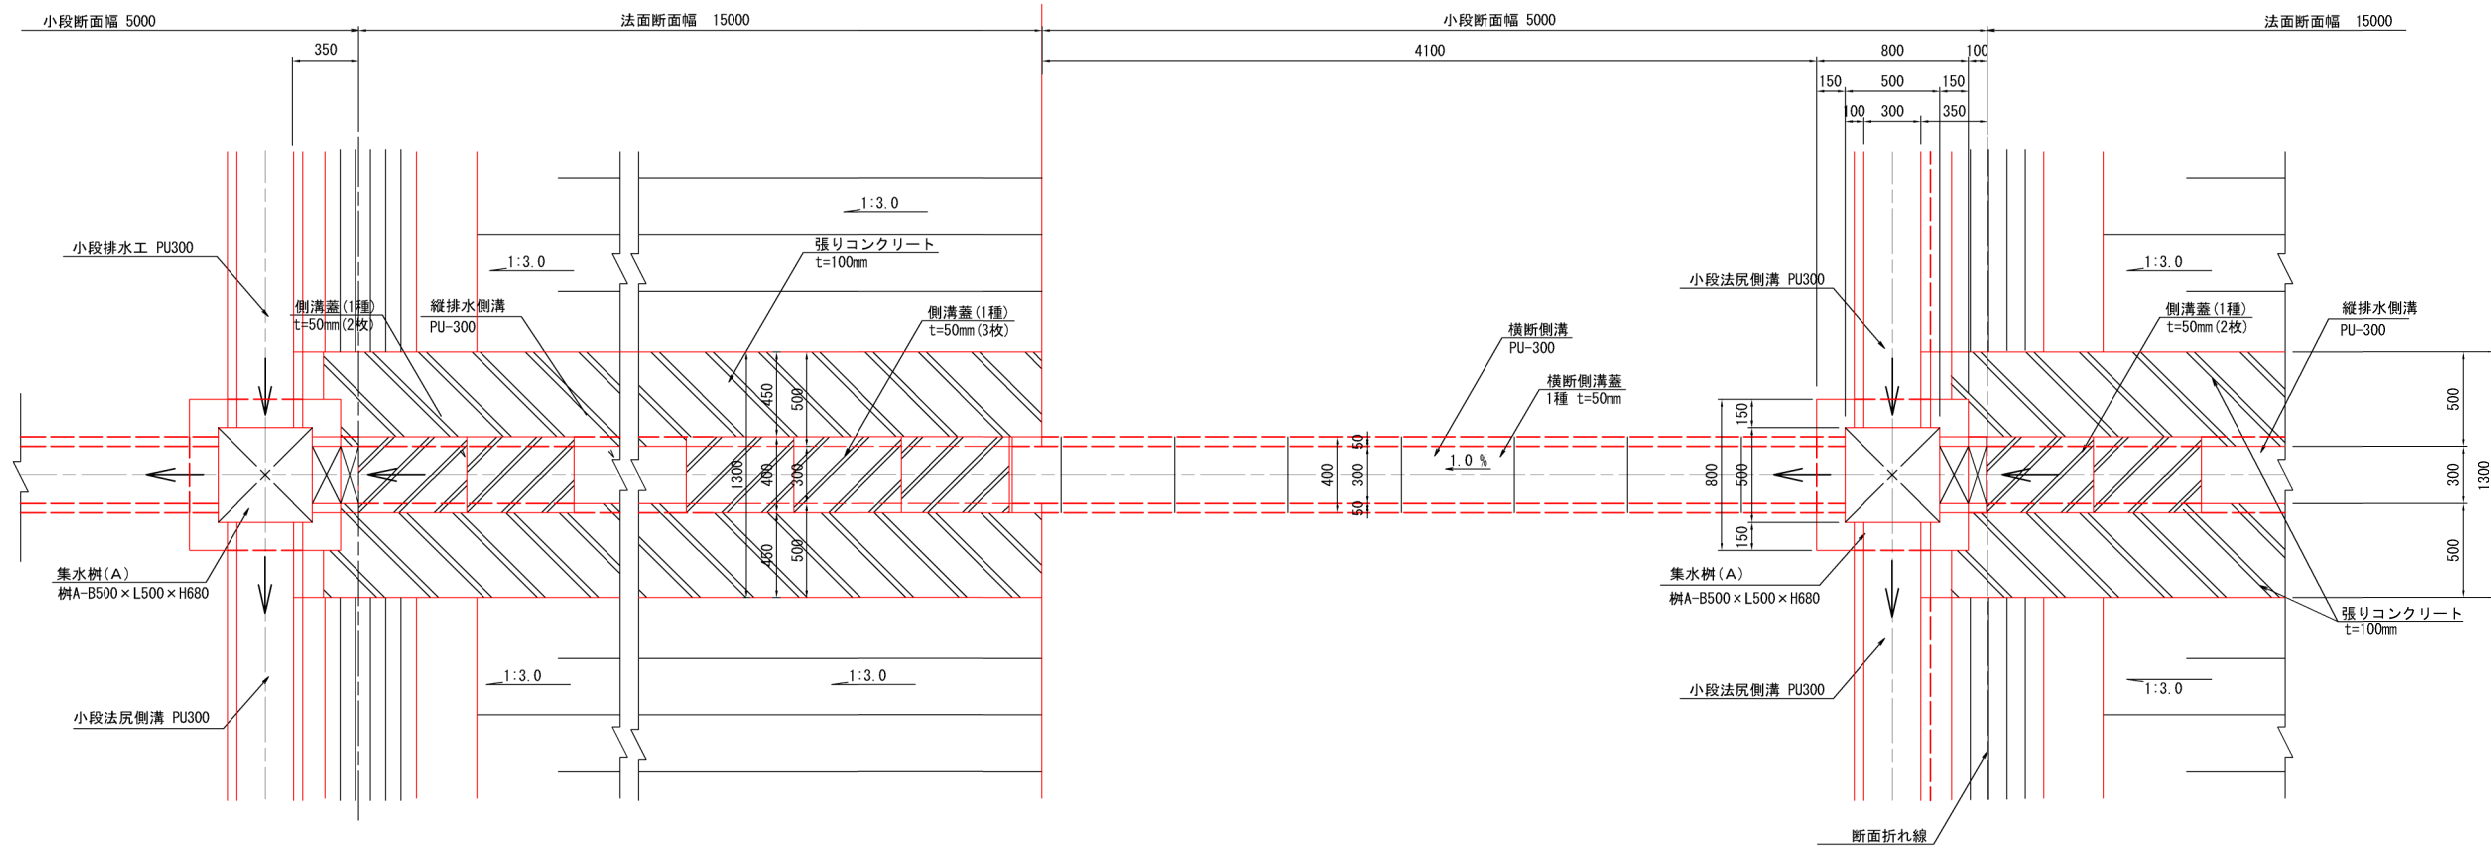 小段断面幅 5000
法面断面幅 15000
小段断面幅 5000
法面断面幅 15000
350
4100
800
100
150
500
150
100
300
350
1:3.0
小段排水工 PU300
1:3.0
張りコンクリート
t=100mm
1:3.0
小段法尻側溝 PU300
側溝蓋(1種)
t=50mm(2枚)
縦排水側溝
PU-300
側溝蓋(1種)
t=50mm(3枚)
横断側溝
PU-300
側溝蓋(1種)
t=50mm(2枚)
縦排水側溝
PU-300
横断側溝蓋
1種 t=50mm
450
500
1300
400
300
450
500
400
50
300
50
1.0 %
800
150
500
150
500
300
500
1300
集水桝(A)
桝A-B500×L500×H680
集水桝(A)
桝A-B500×L500×H680
張りコンクリート
t=100mm
1:3.0
1:3.0
1:3.0
小段法尻側溝 PU300
小段法尻側溝 PU300
断面折れ線